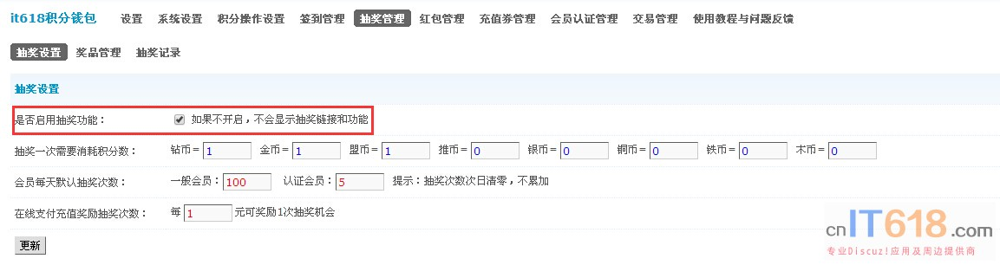 it618积分钱包 设置 系统设置 积分操作设置 签到管理 抽奖管理 红包管理 充值券管理 会员认证管理 交易管理 使用教程与问题反馈
抽奖设置 奖品管理 抽奖记录
抽奖设置
是否启用抽奖功能： 如果不开启，不会显示抽奖链接和功能
抽奖一次需要消耗积分数： 钻币= 1 金币= 1 盟币= 1 推币= 0 银币= 0 铜币= 0 铁币= 0 木币= 0
会员每天默认抽奖次数： 一般会员：100 认证会员：5 提示：抽奖次数次日清零，不累加
在线支付充值奖励抽奖次数： 每 1 元可奖励1次抽奖机会
更新
cnIT618.com
专业Discuz!应用及周边提供商